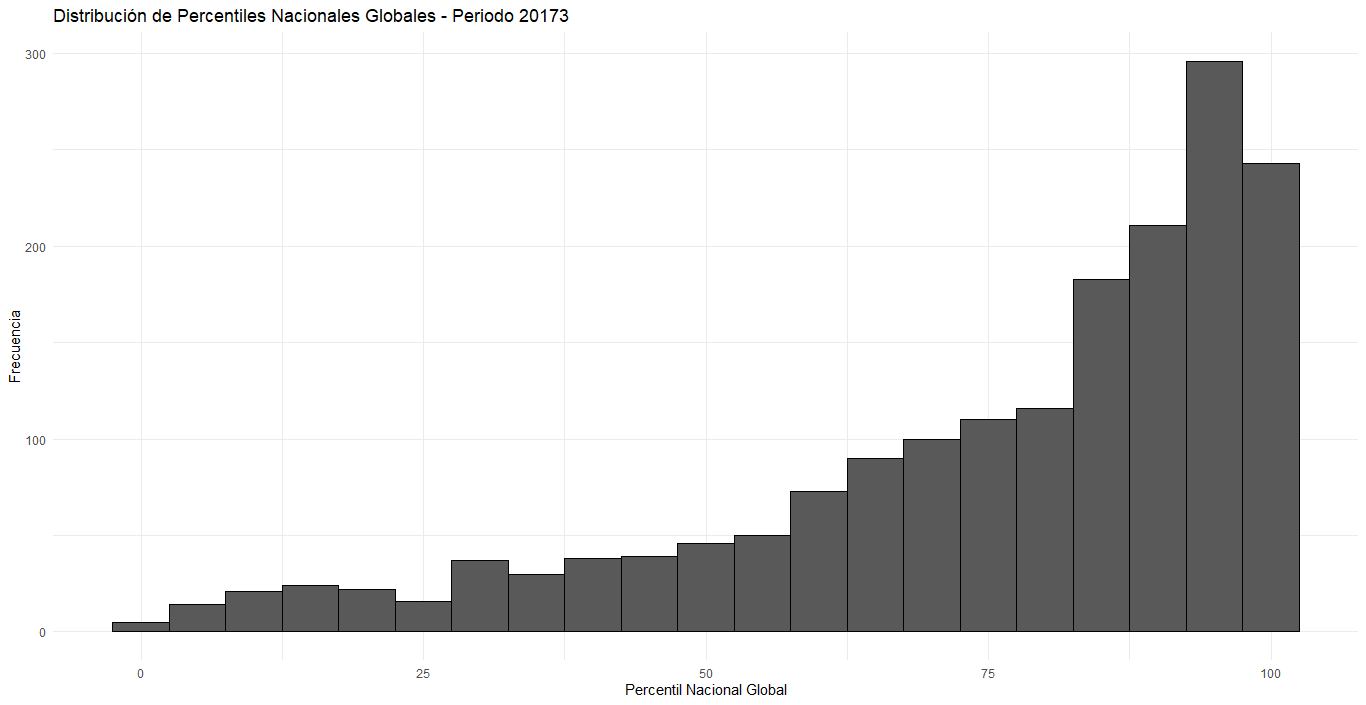 Distribución de Percentiles Nacionales Globales - Periodo 20173
300
200
100
0
Frecuencia
0 25 50 75 100
Percentil Nacional Global